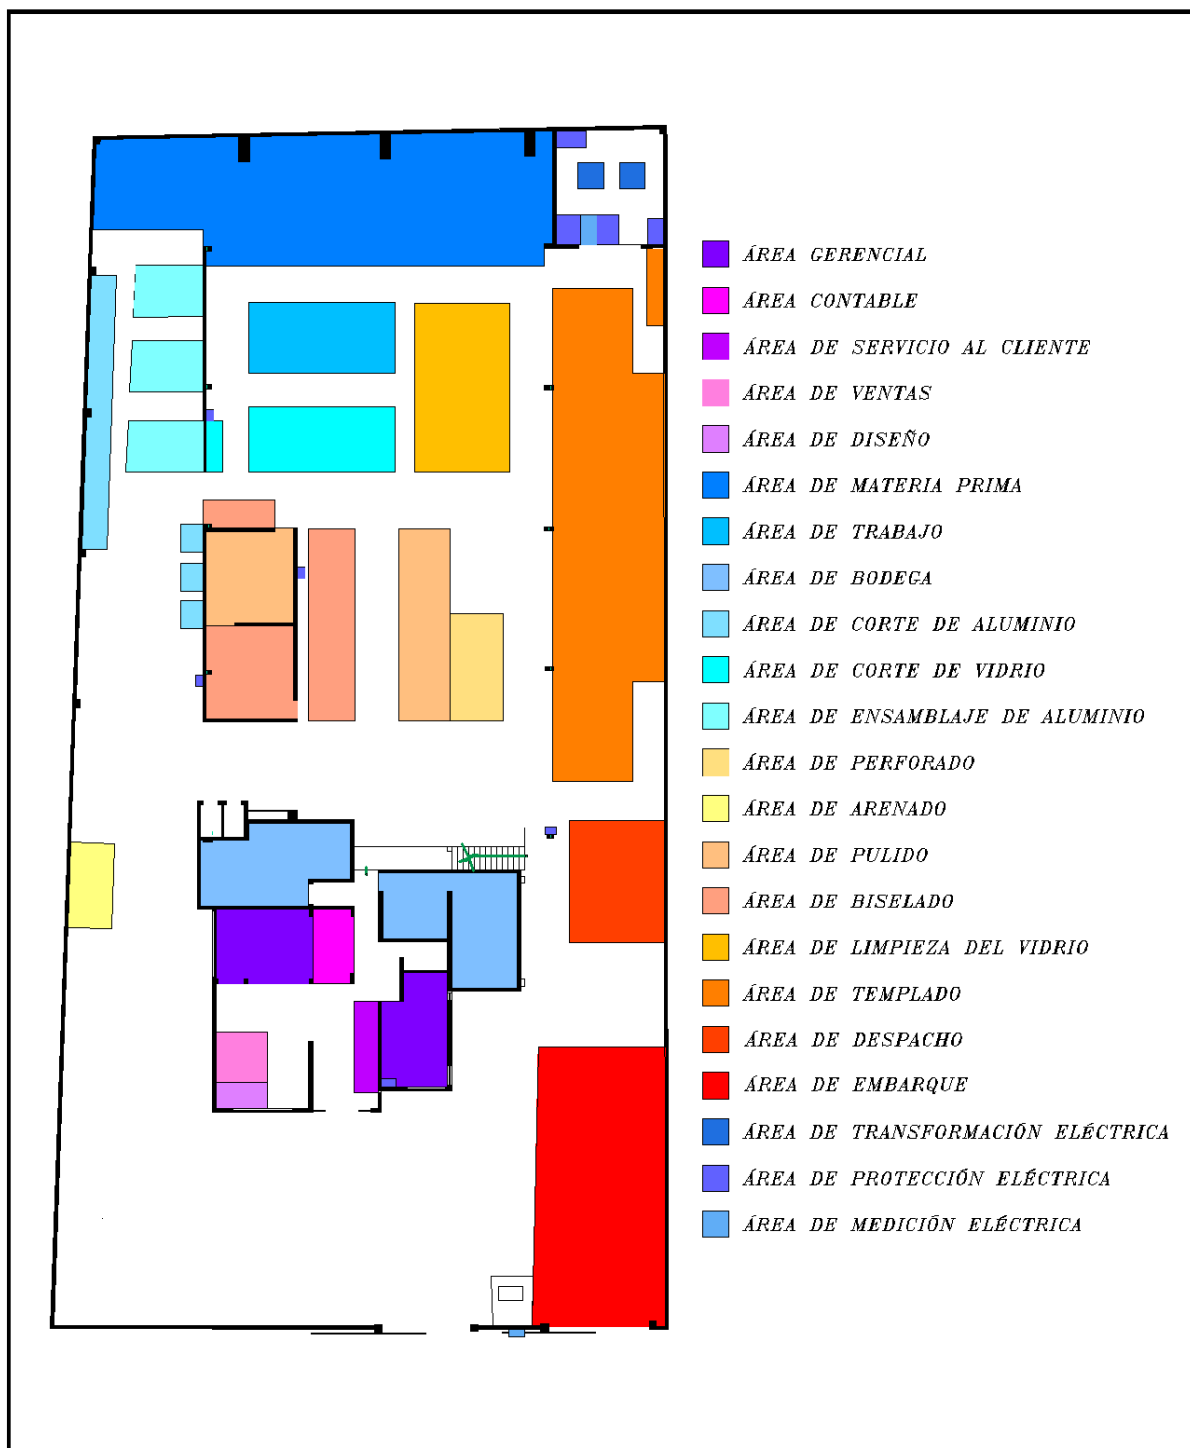 ÁREA GERENCIAL
ÁREA CONTABLE
ÁREA DE SERVICIO AL CLIENTE
ÁREA DE VENTAS
ÁREA DE DISEÑO
ÁREA DE MATERIA PRIMA
ÁREA DE TRABAJO
ÁREA DE BODEGA
ÁREA DE CORTE DE ALUMINIO
ÁREA DE CORTE DE VIDRIO
ÁREA DE ENSAMBLAJE DE ALUMINIO
ÁREA DE PERFORADO
ÁREA DE ARENADO
ÁREA DE PULIDO
ÁREA DE BISELADO
ÁREA DE LIMPIEZA DEL VIDRIO
ÁREA DE TEMPLADO
ÁREA DE DESPACHO
ÁREA DE EMBARQUE
ÁREA DE TRANSFORMACIÓN ELÉCTRICA
ÁREA DE PROTECCIÓN ELÉCTRICA
ÁREA DE MEDICIÓN ELÉCTRICA